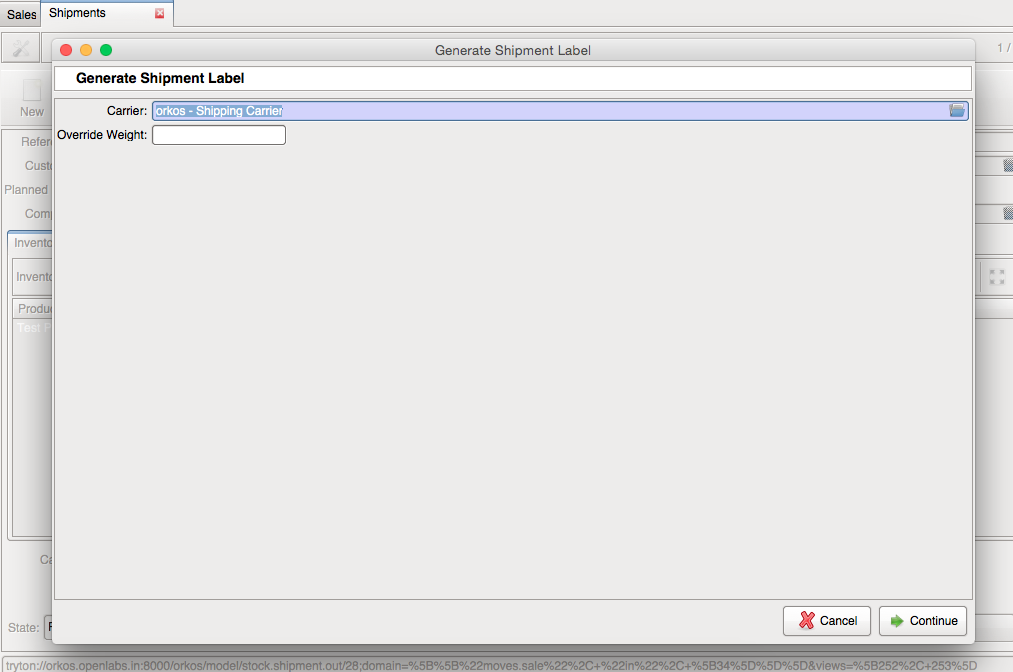 Sales
Shipments
Generate Shipment Label
1 /
Generate Shipment Label
Carrier: orkos - Shipping Carrier
New
Override Weight:
Refer
Custo
Planned
Comp
Invento
Invento
Produc
Test P
Ca
State:
Cancel
Continue
tryton://orkos.openlabs.in:8000/orkos/model/stock.shipment.out/28;domain=%5B%5B%22moves.sale%22%2C+%22in%22%2C+%5B34%5D%5D%5D&views=%5B252%2C+253%5D